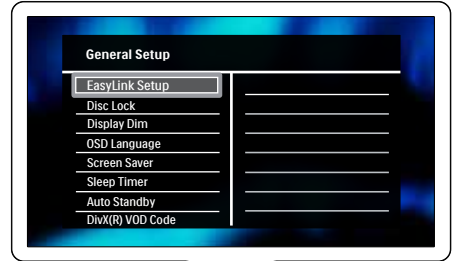 General Setup
EasyLink Setup
Disc Lock
Display Dim
OSD Language
Screen Saver
Sleep Timer
Auto Standby
DivX(R) VOD Code